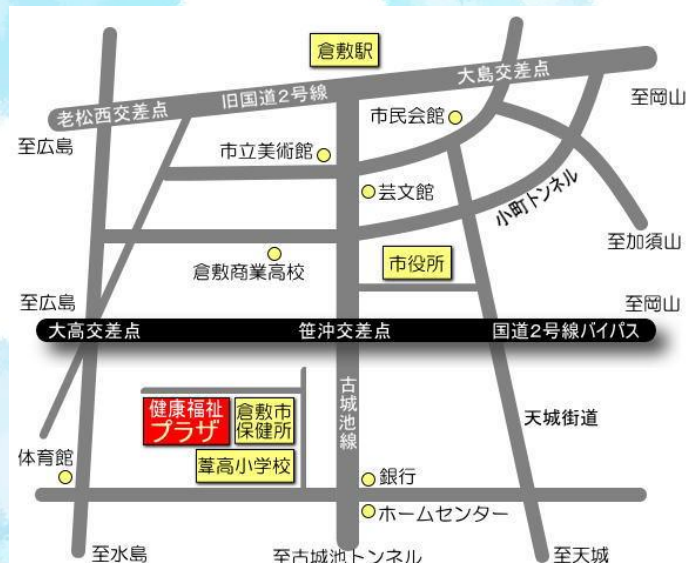 倉敷駅
大島交差点
旧国道2号線
老松西交差点
至岡山
至広島
市民会館
市立美術館
芸文館
小町トンネル
至加須山
倉敷商業高校
市役所
至広島
至岡山
大高交差点
笹沖交差点
国道2号線バイパス
健康福祉
プラザ
倉敷市
保健所
古城池線
天城街道
葦高小学校
体育館
銀行
ホームセンター
至水島
至古城池トンネル
至天城